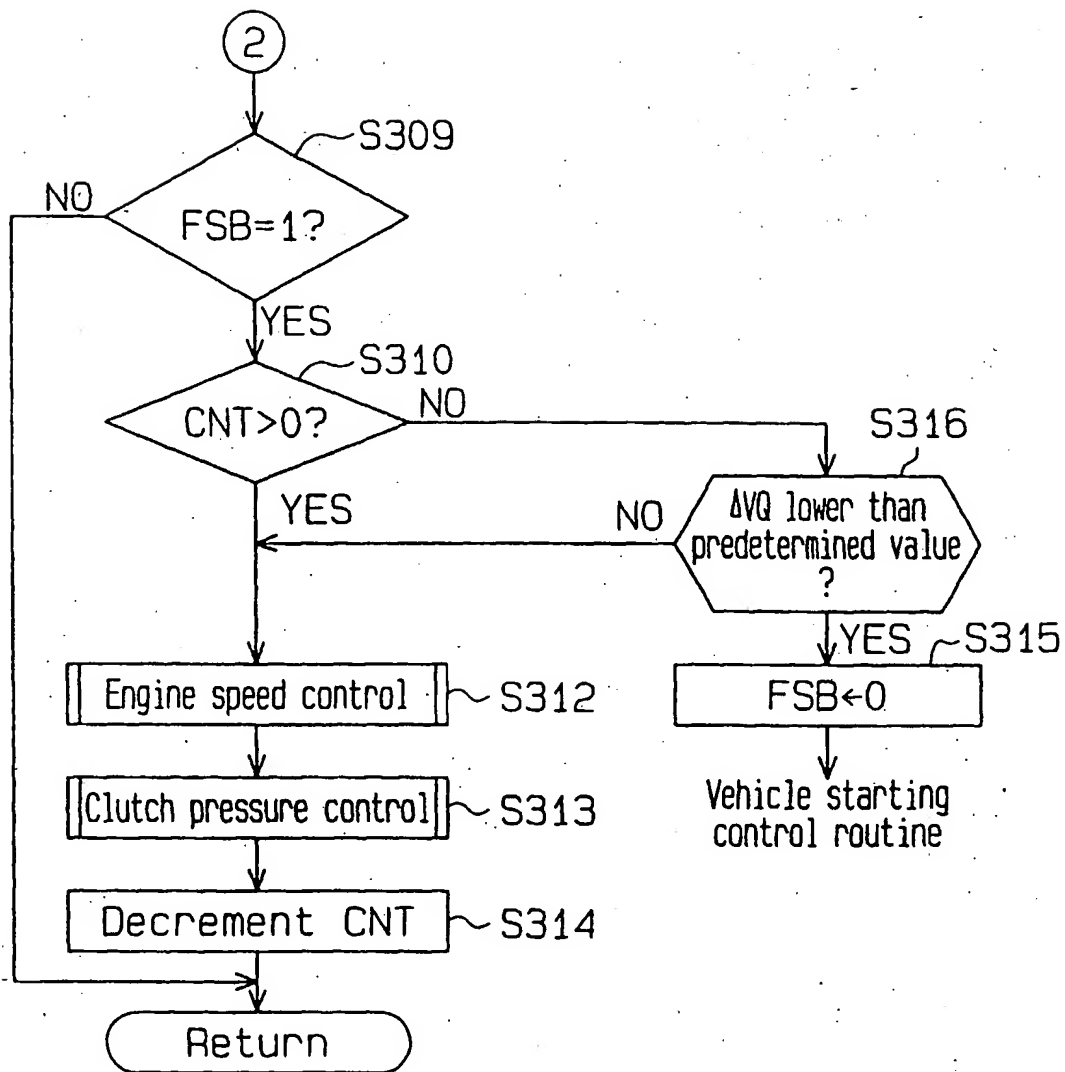 2
S309
NO
FSB=1?
YES
S310
CNT>0?
NO
S316
YES
NO
ΔVQ lower than
predetermined value
?
YES
S315
Engine speed control
S312
FSB←0
Clutch pressure control
S313
Vehicle starting
control routine
Decrement CNT
S314
Return